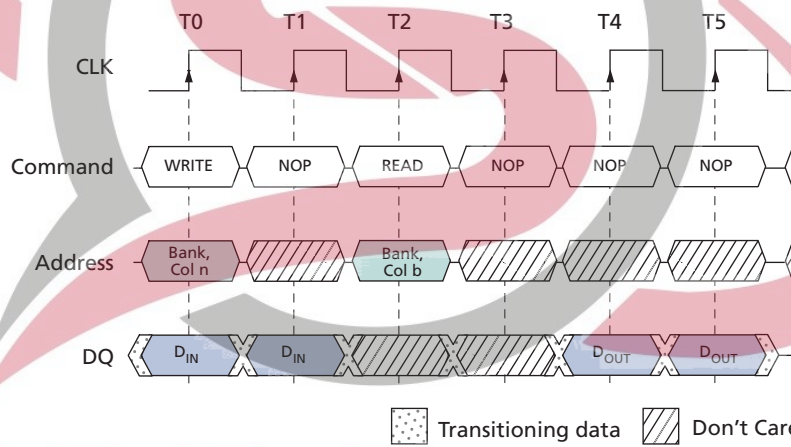 T0 T1 T2 T3 T4 T5
CLK
Command WRITE NOP READ NOP NOP NOP
Address Bank, Col n Bank, Col b
DQ DIN DIN DOUT DOUT
Transitioning data Don't Care